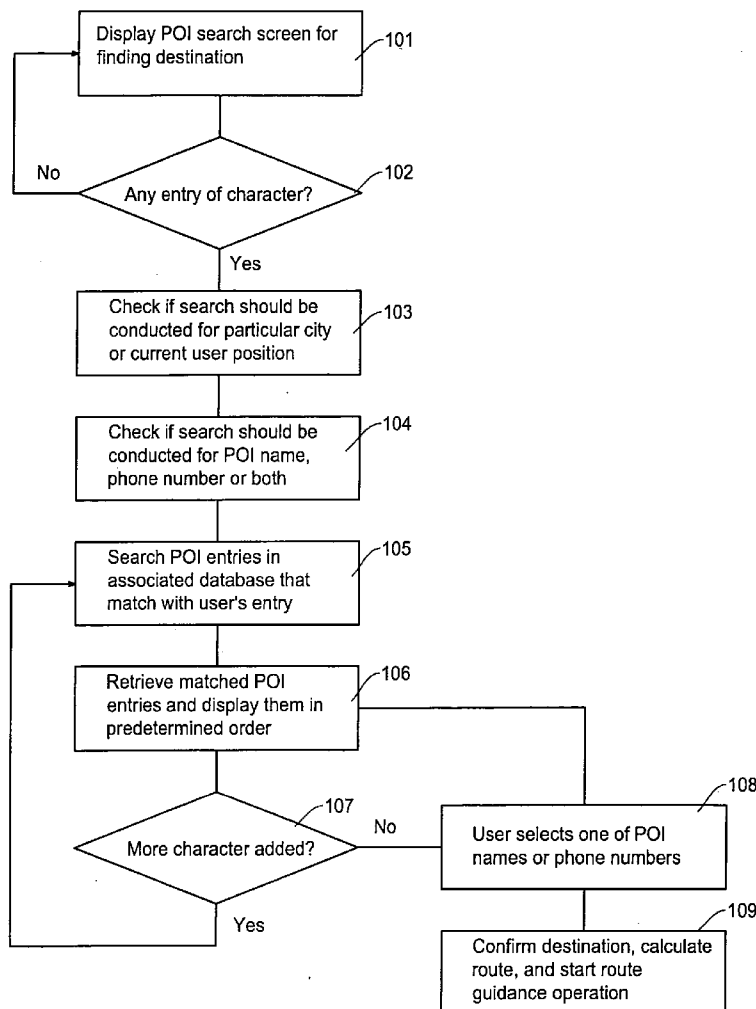 Display POI search screen for
finding destination
101
No
Any entry of character?
102
Yes
Check if search should be
conducted for particular city
or current user position
103
Check if search should be
conducted for POI name,
phone number or both
104
Search POI entries in
associated database that
match with user's entry
105
Retrieve matched POI
entries and display them in
predetermined order
106
More character added?
107
No
Yes
User selects one of POI
names or phone numbers
108
Confirm destination, calculate
route, and start route
guidance operation
109